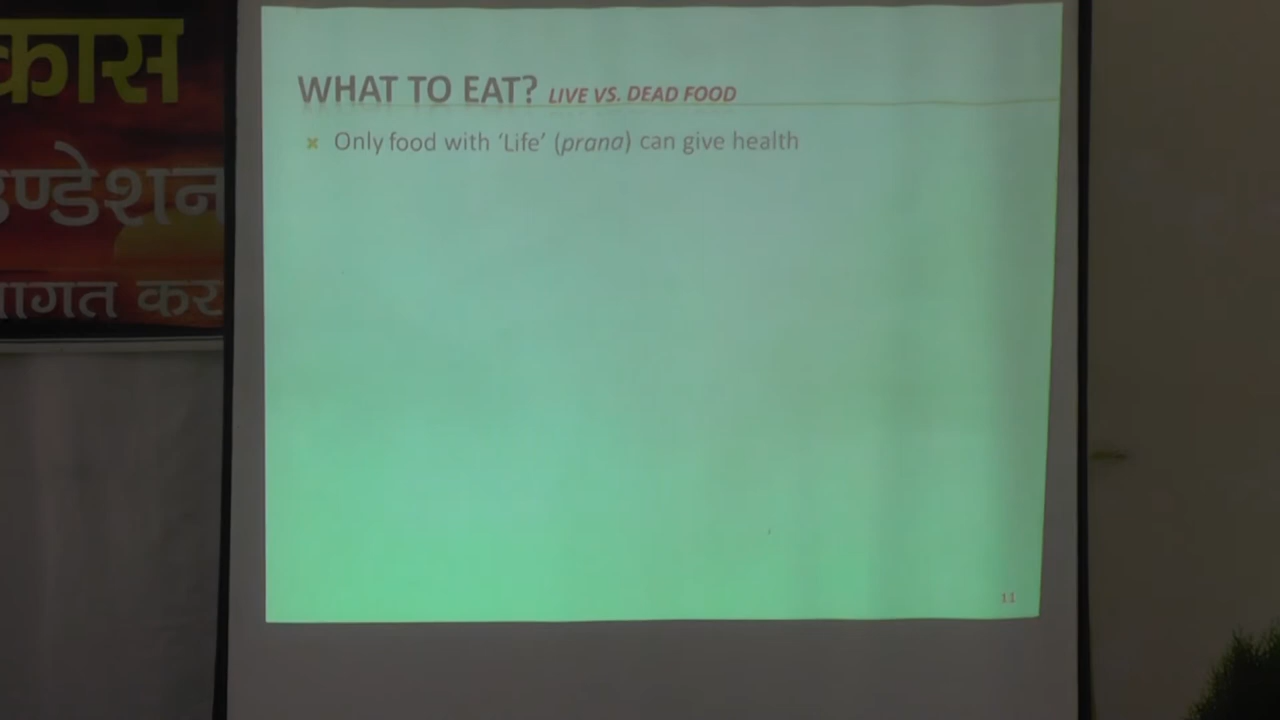 कास
ण्डेशन
ागत कर
WHAT TO EAT? LIVE VS. DEAD FOOD
Only food with ‘Life’ (prana) can give health
11